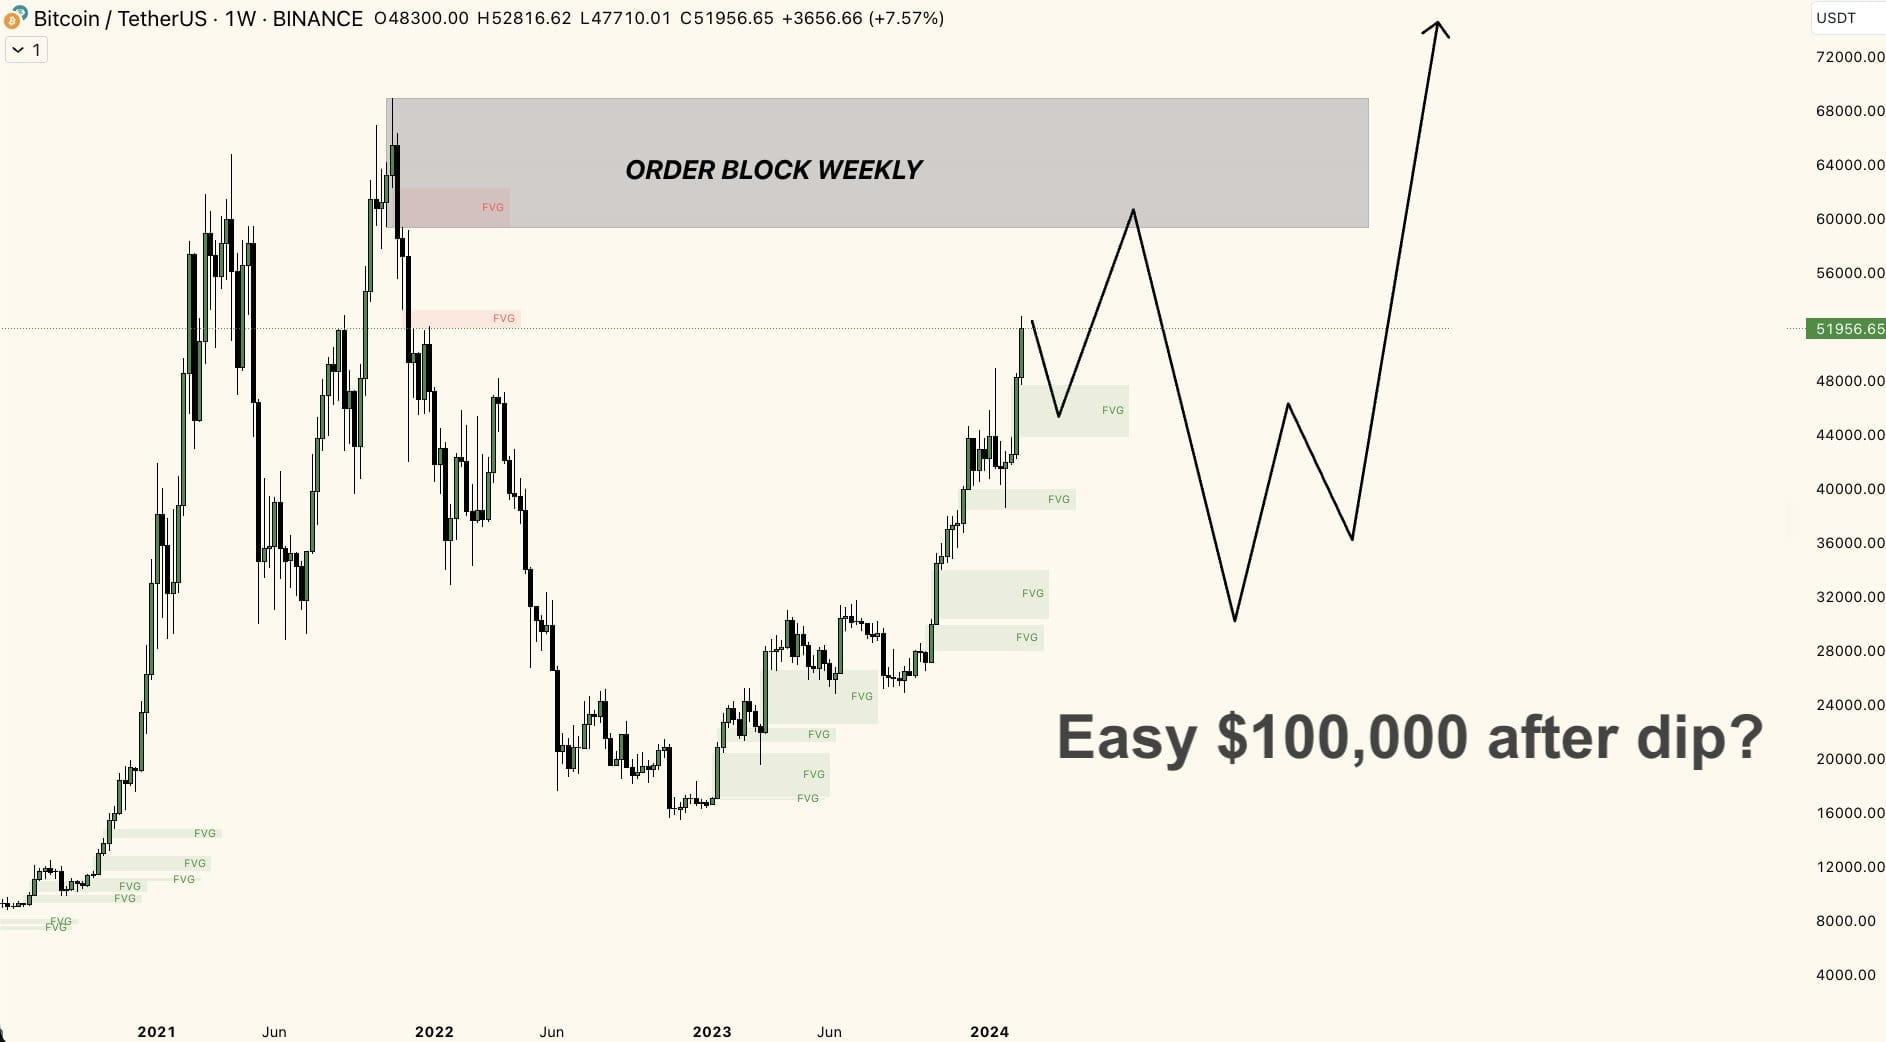 Bitcoin / TetherUS · 1W · BINANCE O48300.00 H52816.62 L47710.01 C51956.65 +3656.66 (+7.57%)
USDT
1
72000.00
68000.00
ORDER BLOCK WEEKLY
64000.00
FVG
60000.00
56000.00
FVG
51956.65
48000.00
FVG
44000.00
FVG
40000.00
36000.00
FVG
32000.00
FVG
28000.00
FVG
24000.00
Easy $100,000 after dip?
FVG
20000.00
FVG
FVG
16000.00
FVG
FVG
12000.00
FVG
FVG
FVG
FVG
FVG
8000.00
4000.00
2021 Jun 2022 Jun 2023 Jun 2024